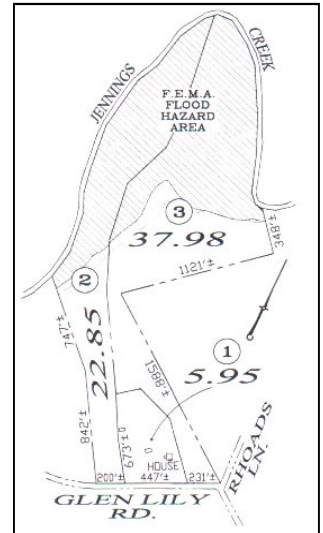 JENNINGS
CREEK
F.E.M.A.
FLOOD
HAZARD
AREA
3
37.98
348'±
1121'±
2
747'±
22.85
1588'±
1
5.95
842'±
673'±
HOUSE
200'±
447'±
231'±
RHOADS
LN.
GLEN LILY
RD.